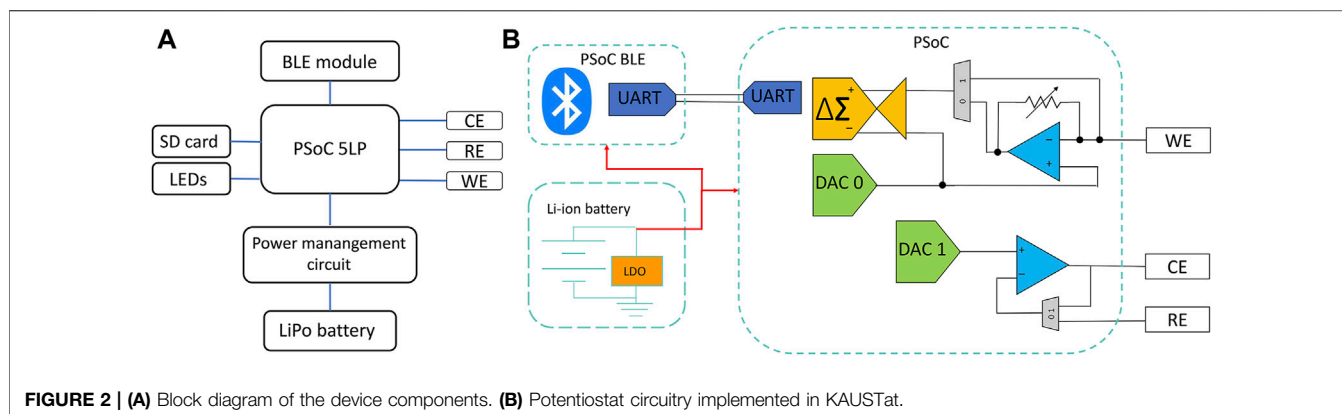 A
BLE module
PSoC 5LP
SD card
LEDs
CE
RE
WE
Power manangement
circuit
LiPo battery
B
PSoC BLE
UART
Li-ion battery
LDO
PSoC
UART
ΔΣ
+
−
0 1
−
+
WE
DAC 0
DAC 1
+
−
0 1
CE
RE
FIGURE 2 | (A) Block diagram of the device components. (B) Potentiostat circuitry implemented in KAUSTat.